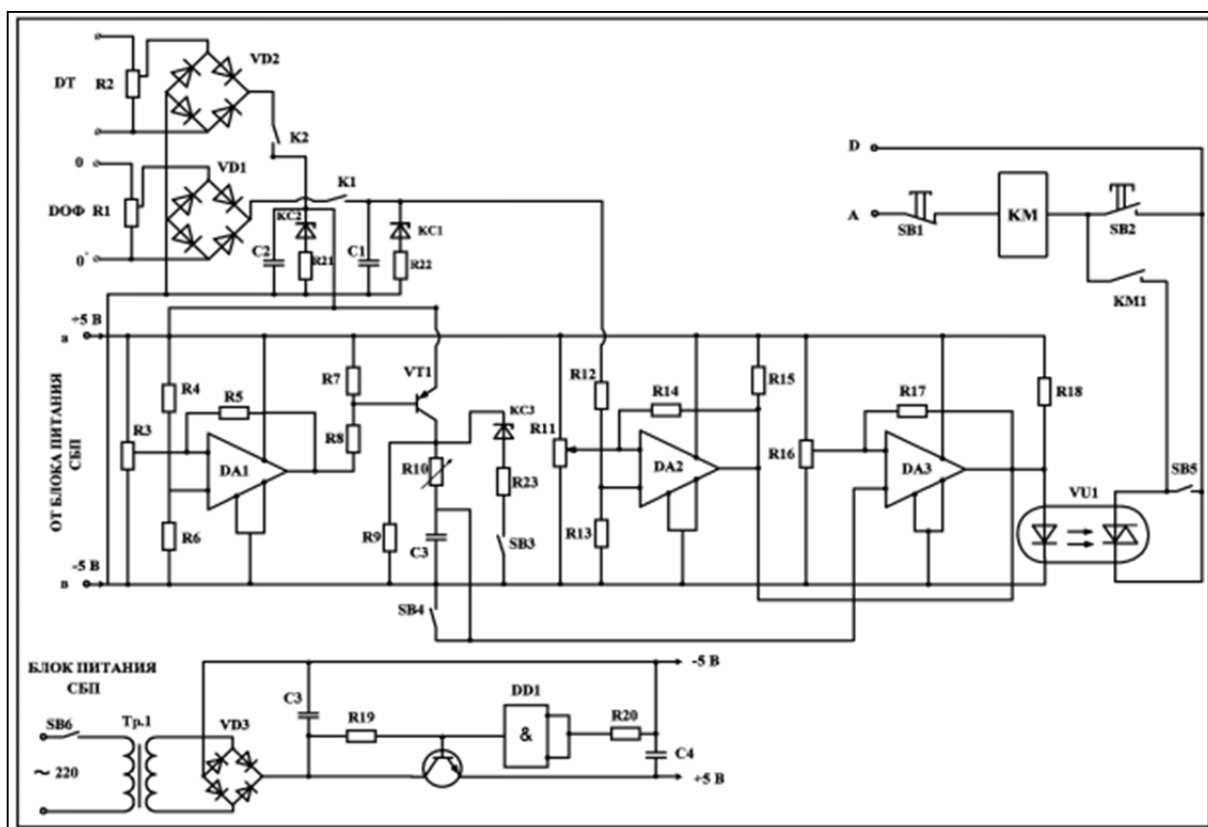 DT
R2
VD2
K2
0
DОФ
R1
VD1
0'
K1
KC2
C2
R21
C1
KC1
R22
D
A
SB1
KM
SB2
KM1
+5 В
а
ОТ БЛОКА ПИТАНИЯ
СБП
-5 В
в
R3
R4
R5
R6
DA1
R7
R8
VT1
R9
R10
C3
KC3
R23
SB3
SB4
R11
R12
R13
R14
DA2
R15
R16
R17
DA3
R18
VU1
SB5
БЛОК ПИТАНИЯ
СБП
SB6
~ 220
Тр.1
VD3
C3
R19
DD1
&
R20
C4
-5 В
+5 В